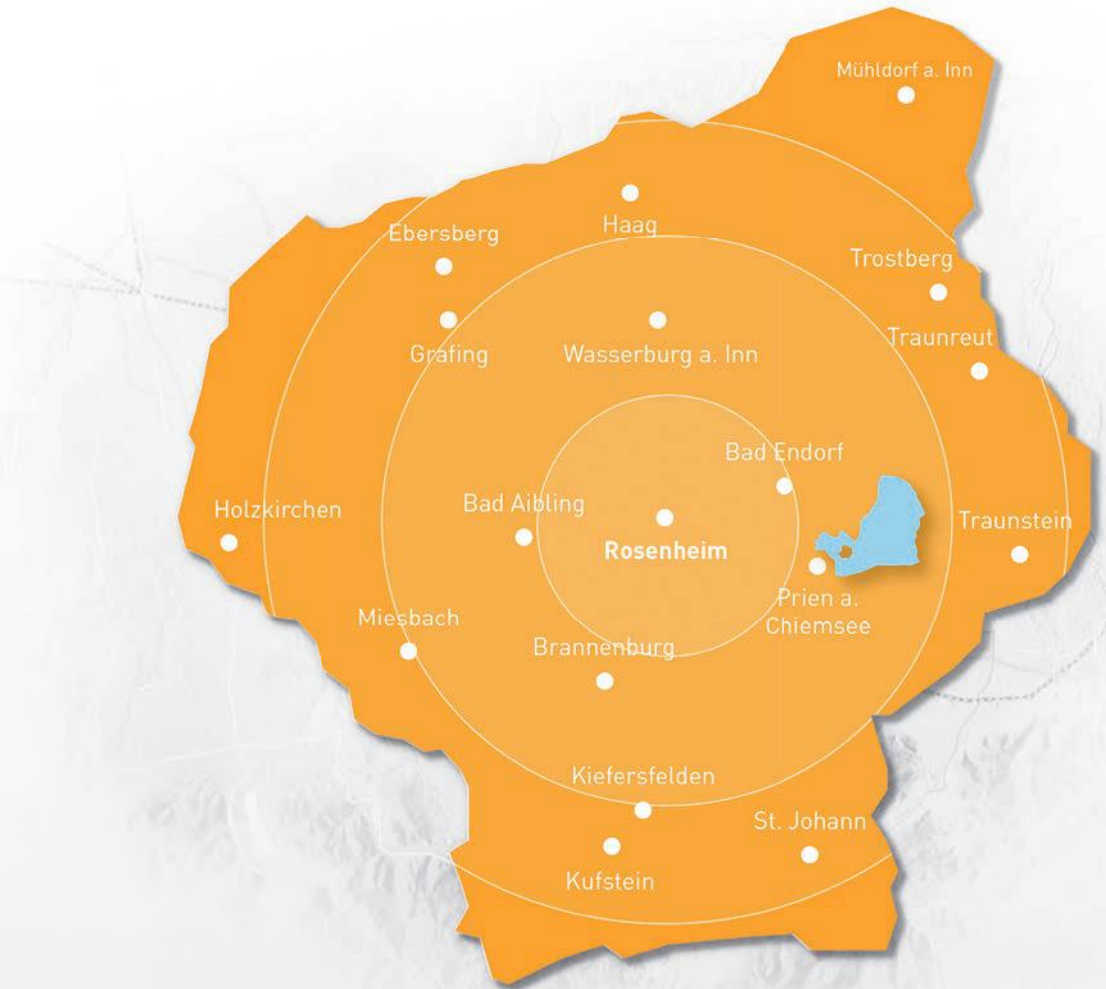 Mühldorf a. Inn
Haag
Ebersberg
Trostberg
Traunreut
Grafing
Wasserburg a. Inn
Bad Endorf
Bad Aibling
Holzkirchen
Traunstein
Rosenheim
Prien a.
Chiemsee
Miesbach
Brannenburg
Kiefersfelden
St. Johann
Kufstein